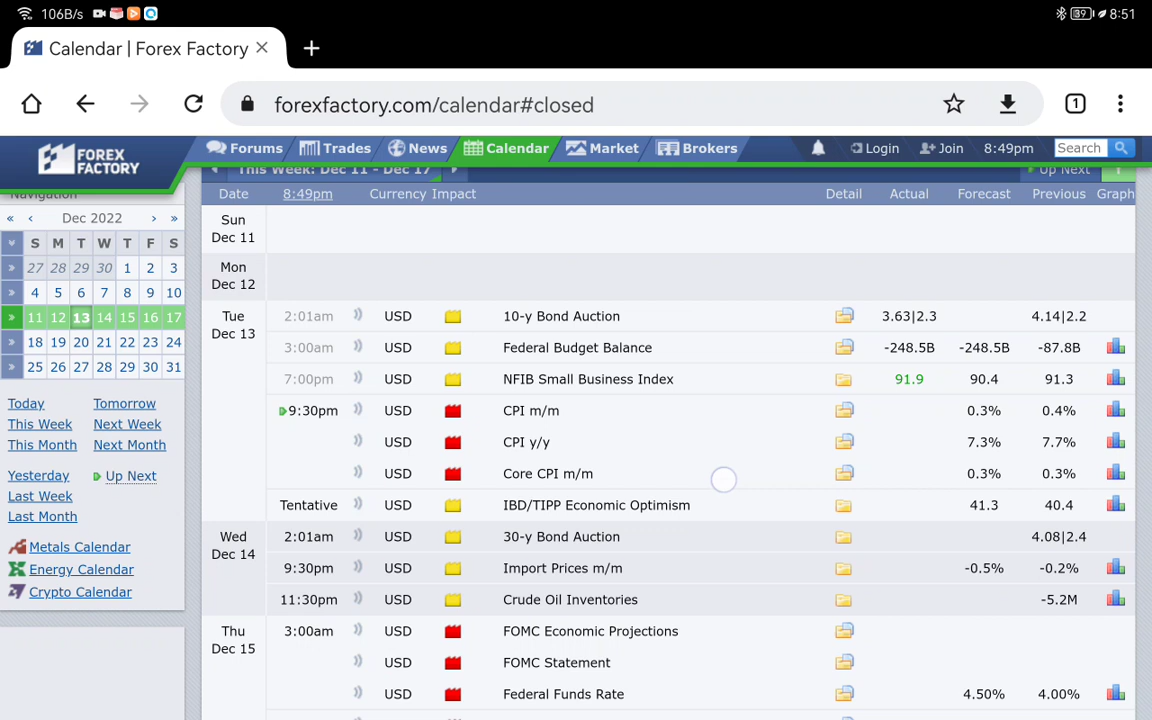 106B/s 39 8:51
Calendar | Forex Factory
forexfactory.com/calendar#closed 1
FOREX FACTORY
Forums Trades News Calendar Market Brokers Login Join 8:49pm Search
Navigation
« ‹ Dec 2022 › »
S M T W T F S
27 28 29 30 1 2 3
4 5 6 7 8 9 10
11 12 13 14 15 16 17
18 19 20 21 22 23 24
25 26 27 28 29 30 31
Today Tomorrow
This Week Next Week
This Month Next Month
Yesterday Up Next
Last Week
Last Month
Metals Calendar
Energy Calendar
Crypto Calendar
This Week: Dec 11 - Dec 17 Up Next
Date 8:49pm Currency Impact Detail Actual Forecast Previous Graph
Sun
Dec 11
Mon
Dec 12
Tue
Dec 13
2:01am USD 10-y Bond Auction 3.63|2.3 4.14|2.2
3:00am USD Federal Budget Balance -248.5B -248.5B -87.8B
7:00pm USD NFIB Small Business Index 91.9 90.4 91.3
9:30pm USD CPI m/m 0.3% 0.4%
USD CPI y/y 7.3% 7.7%
USD Core CPI m/m 0.3% 0.3%
Tentative USD IBD/TIPP Economic Optimism 41.3 40.4
Wed
Dec 14
2:01am USD 30-y Bond Auction 4.08|2.4
9:30pm USD Import Prices m/m -0.5% -0.2%
11:30pm USD Crude Oil Inventories -5.2M
Thu
Dec 15
3:00am USD FOMC Economic Projections
USD FOMC Statement
USD Federal Funds Rate 4.50% 4.00%